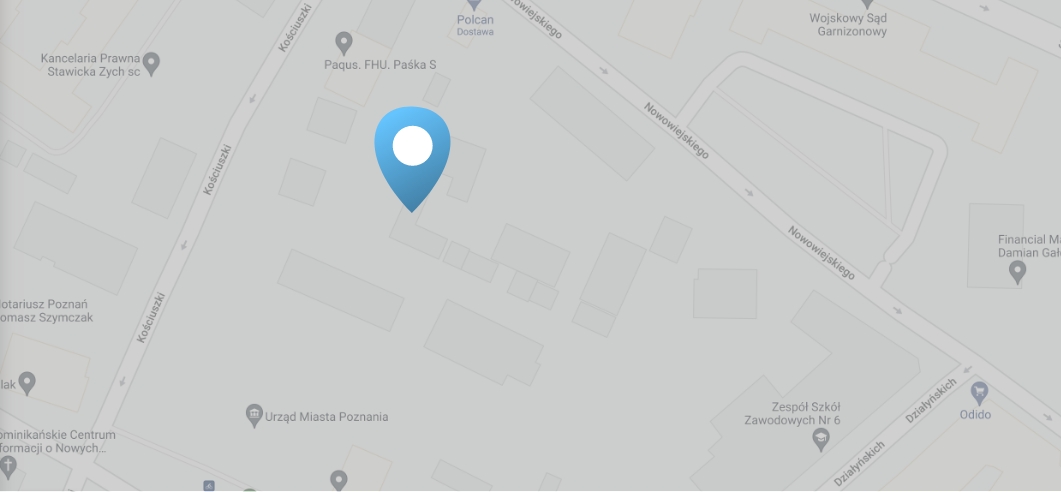 Polcan
Dostawa
Nowowiejskiego
Wojskowy Sąd
Garnizonowy
Kościuszki
Kancelaria Prawna
Stawicka Zych sc
Paqus. FHU. Paśka S
Nowowiejskiego
Kościuszki
Nowowiejskiego
Financial Ma
Damian Gał
Kościuszki
otariusz Poznań
omasz Szymczak
lak
Urząd Miasta Poznania
Zespół Szkół
Zawodowych Nr 6
Działyńskich
Odido
ominikańskie Centrum
formacji o Nowych...
Działyńskich